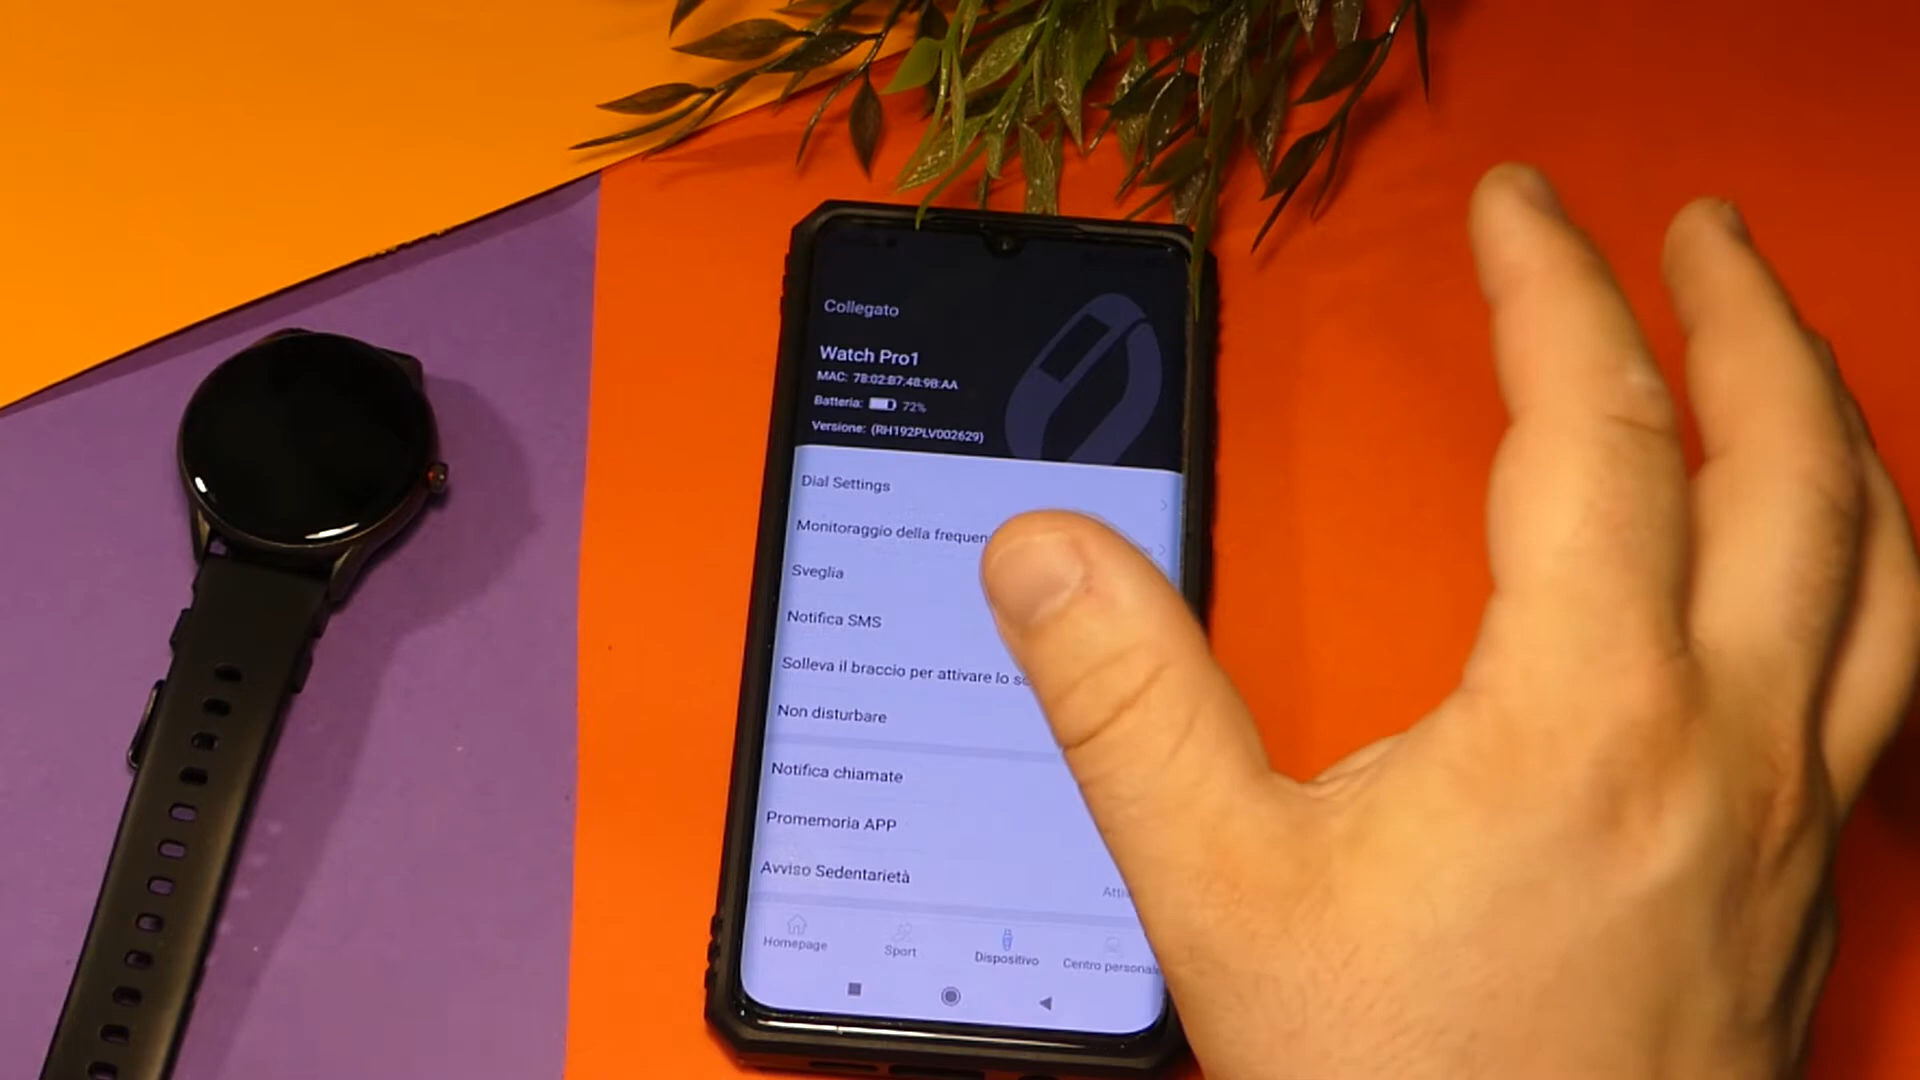 Collegato
Watch Pro1
MAC: 78:02:B7:48:9B:AA
Batteria: 72%
Versione: (RH192PLV002629)
Dial Settings
Monitoraggio della frequen
Sveglia
Notifica SMS
Solleva il braccio per attivare lo
Non disturbare
Notifica chiamate
Promemoria APP
Avviso Sedentarietà
Homepage
Sport
Dispositivo
Centro personale